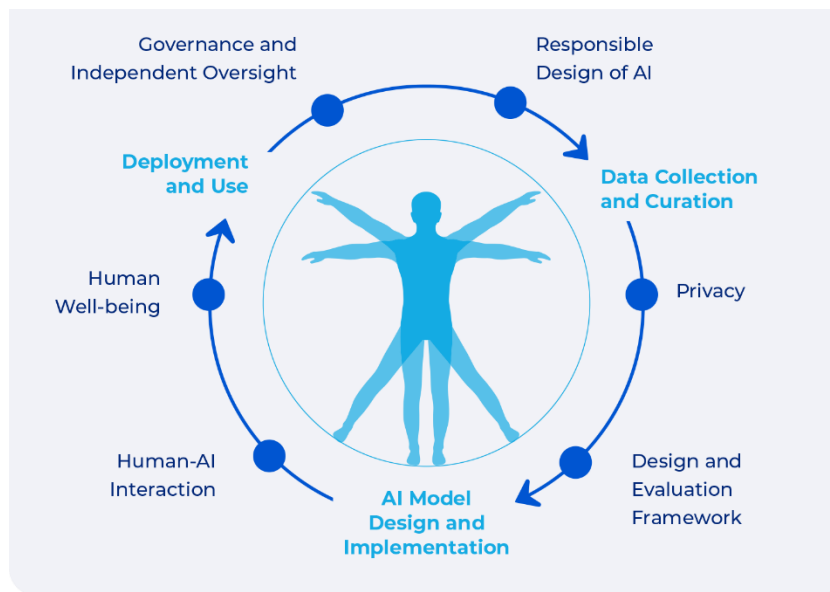 Governance and
Independent Oversight
Responsible
Design of AI
Deployment
and Use
Data Collection
and Curation
Human
Well-being
Privacy
Human-AI
Interaction
Design and
Evaluation
Framework
AI Model
Design and
Implementation